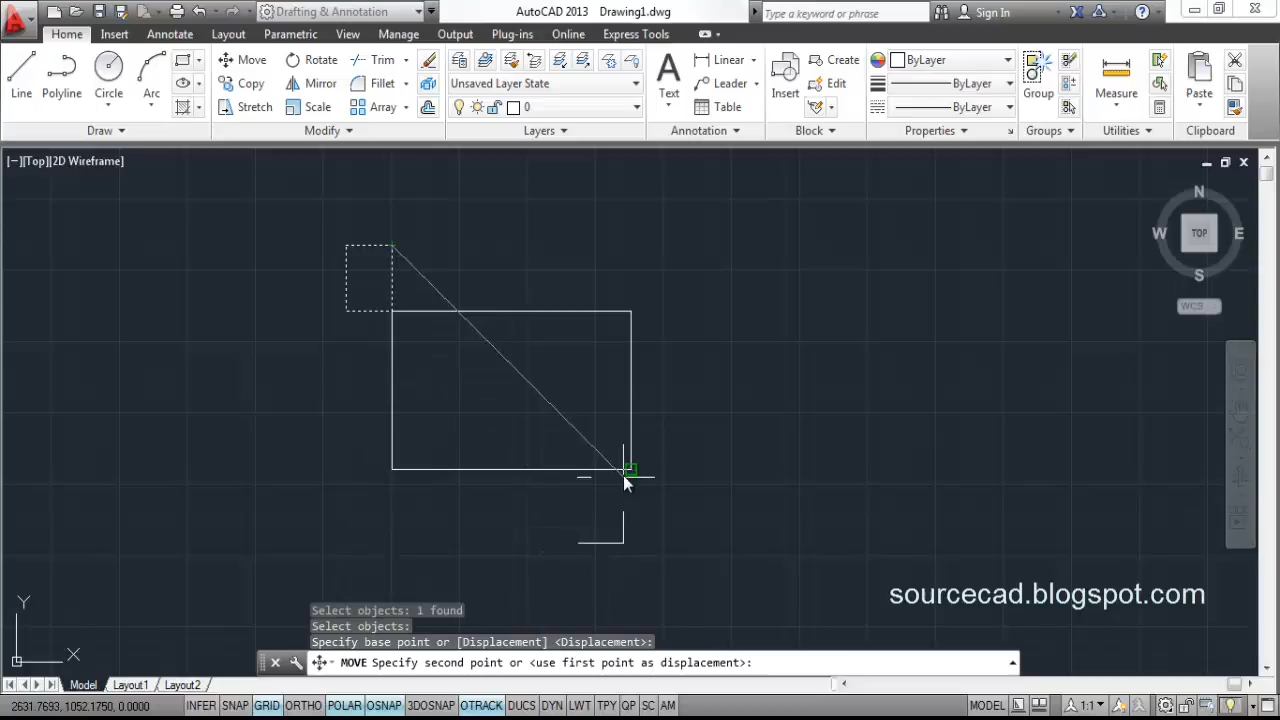 Drafting & Annotation
AutoCAD 2013 Drawing1.dwg
Type a keyword or phrase
Sign In
Home Insert Annotate Layout Parametric View Manage Output Plug-ins Online Express Tools
Line
Polyline
Circle
Arc
Draw
Move Rotate Trim
Copy Mirror Fillet
Stretch Scale Array
Modify
Unsaved Layer State
0
Layers
Text
Linear
Leader
Table
Annotation
Insert
Create
Edit
Block
ByLayer
ByLayer
ByLayer
Properties
Group
Groups
Measure
Utilities
Paste
Clipboard
[−][Top][2D Wireframe]
N
W TOP E
S
WCS
sourcecad.blogspot.com
Y
X
Select objects: 1 found
Select objects:
Specify base point or [Displacement] <Displacement>:
MOVE Specify second point or <use first point as displacement>:
Model Layout1 Layout2
2631.7693, 1052.1750, 0.0000 INFER SNAP GRID ORTHO POLAR OSNAP 3DOSNAP OTRACK DUCS DYN LWT TPY QP SC AM MODEL 1:1